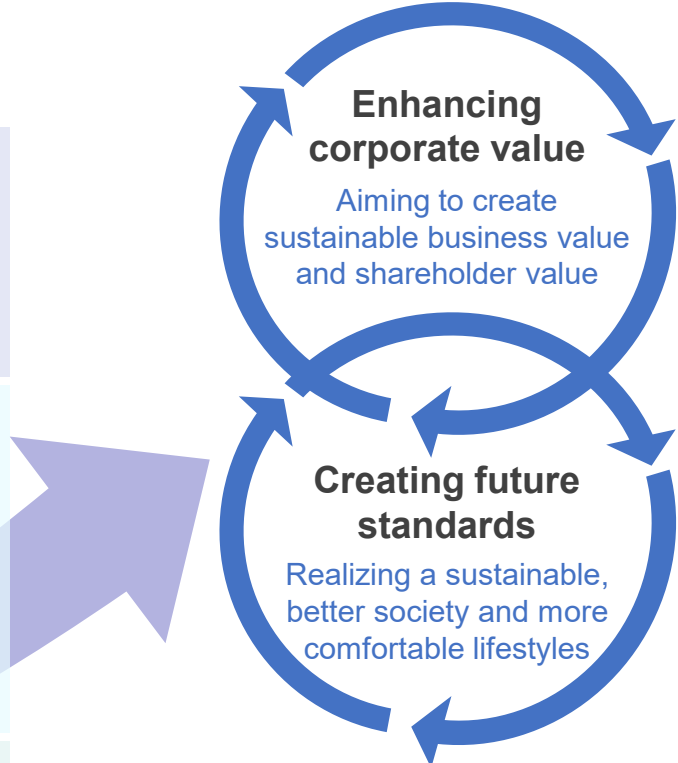 Enhancing
corporate value
Aiming to create
sustainable business value
and shareholder value
Creating future
standards
Realizing a sustainable,
better society and more
comfortable lifestyles